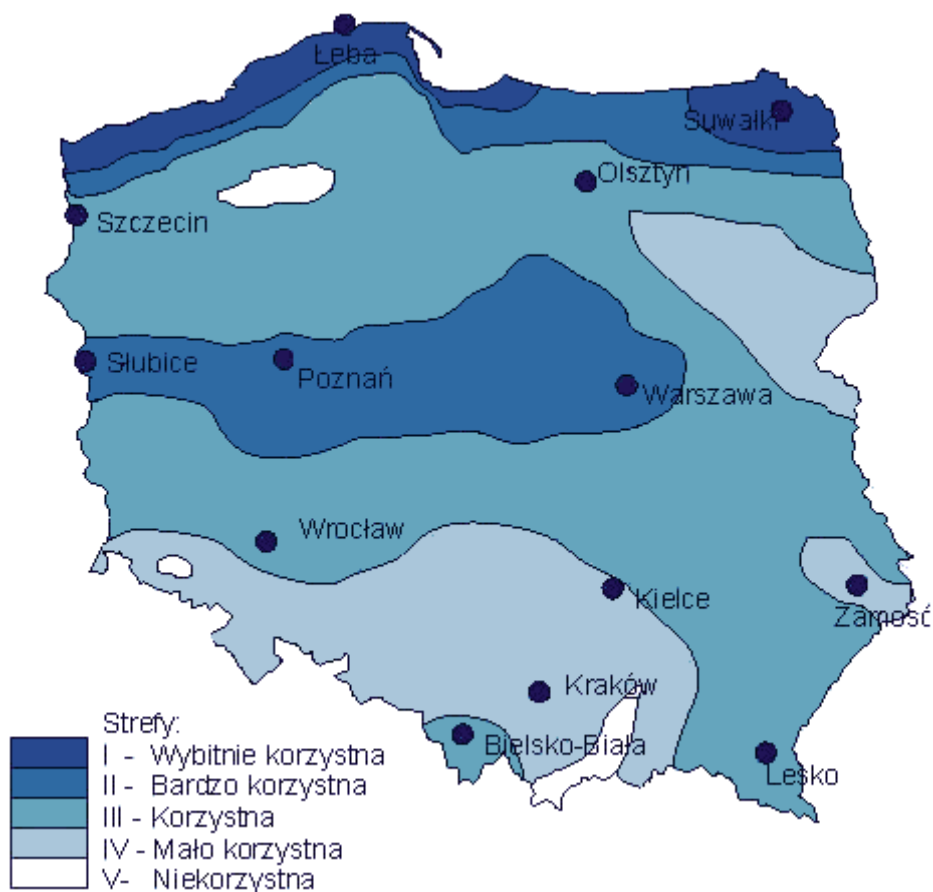 Łeba
Suwałki
Olsztyn
Szczecin
Słubice
Poznań
Warszawa
Wrocław
Kielce
Zamość
Kraków
Bielsko-Biała
Lesko
Strefy:
I - Wybitnie korzystna
II - Bardzo korzystna
III - Korzystna
IV - Mało korzystna
V- Niekorzystna